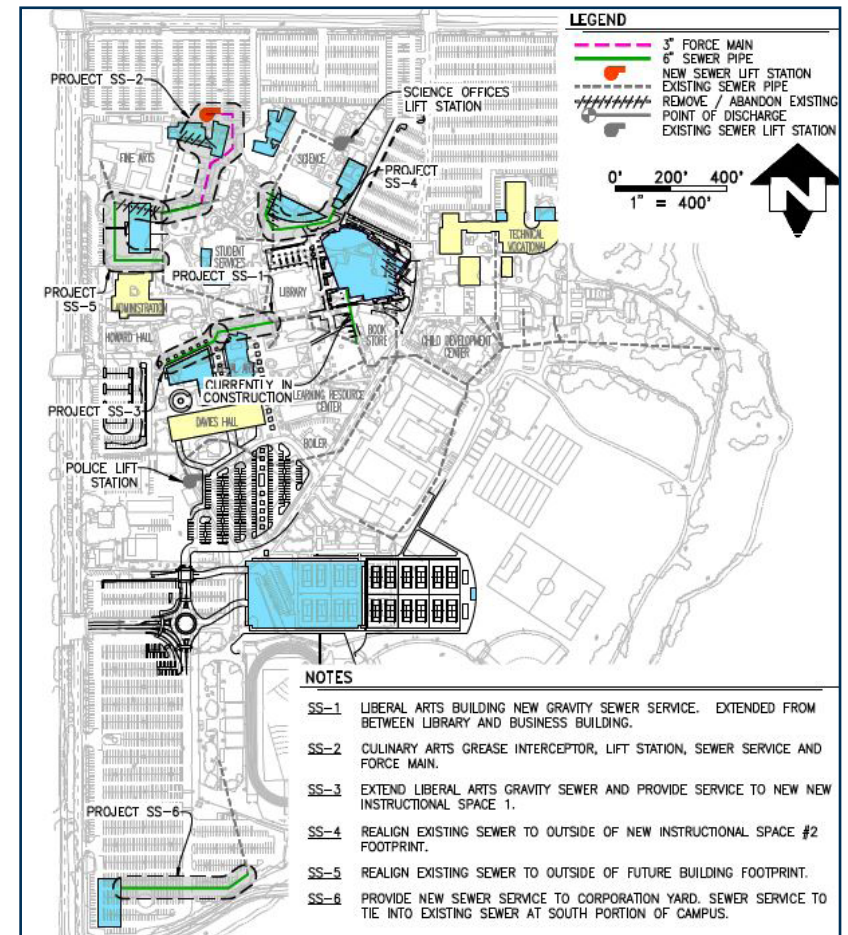 LEGEND
3" FORCE MAIN
6" SEWER PIPE
NEW SEWER LIFT STATION
EXISTING SEWER PIPE
REMOVE / ABANDON EXISTING
POINT OF DISCHARGE
EXISTING SEWER LIFT STATION
0' 200' 400'
1" = 400'
N
PROJECT SS-2
SCIENCE OFFICES
LIFT STATION
FINE ARTS
SCIENCE
PROJECT
SS-4
TECHNICAL
VOCATIONAL
STUDENT
SERVICES
PROJECT SS-1
LIBRARY
PROJECT
SS-5
ADMINISTRATION
HOWARD HALL
BOOK
STORE
CHILD DEVELOPMENT
CENTER
CURRENTLY IN
CONSTRUCTION
PROJECT SS-3
LEARNING RESOURCE
CENTER
DAVIES HALL
BOILER
POLICE LIFT
STATION
PROJECT SS-6
NOTES
SS-1 LIBERAL ARTS BUILDING NEW GRAVITY SEWER SERVICE. EXTENDED FROM
BETWEEN LIBRARY AND BUSINESS BUILDING.
SS-2 CULINARY ARTS GREASE INTERCEPTOR, LIFT STATION, SEWER SERVICE AND
FORCE MAIN.
SS-3 EXTEND LIBERAL ARTS GRAVITY SEWER AND PROVIDE SERVICE TO NEW NEW
INSTRUCTIONAL SPACE 1.
SS-4 REALIGN EXISTING SEWER TO OUTSIDE OF NEW INSTRUCTIONAL SPACE #2
FOOTPRINT.
SS-5 REALIGN EXISTING SEWER TO OUTSIDE OF FUTURE BUILDING FOOTPRINT.
SS-6 PROVIDE NEW SEWER SERVICE TO CORPORATION YARD. SEWER SERVICE TO
TIE INTO EXISTING SEWER AT SOUTH PORTION OF CAMPUS.